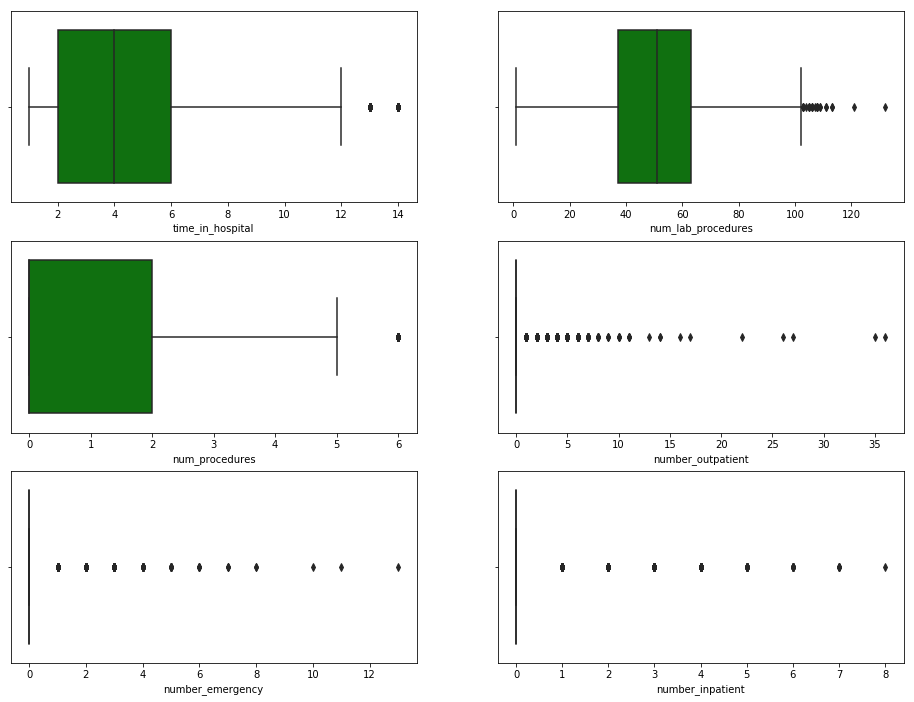 2 4 6 8 10 12 14
time_in_hospital
0 20 40 60 80 100 120
num_lab_procedures
0 1 2 3 4 5 6
num_procedures
0 5 10 15 20 25 30 35
number_outpatient
0 2 4 6 8 10 12
number_emergency
0 1 2 3 4 5 6 7 8
number_inpatient